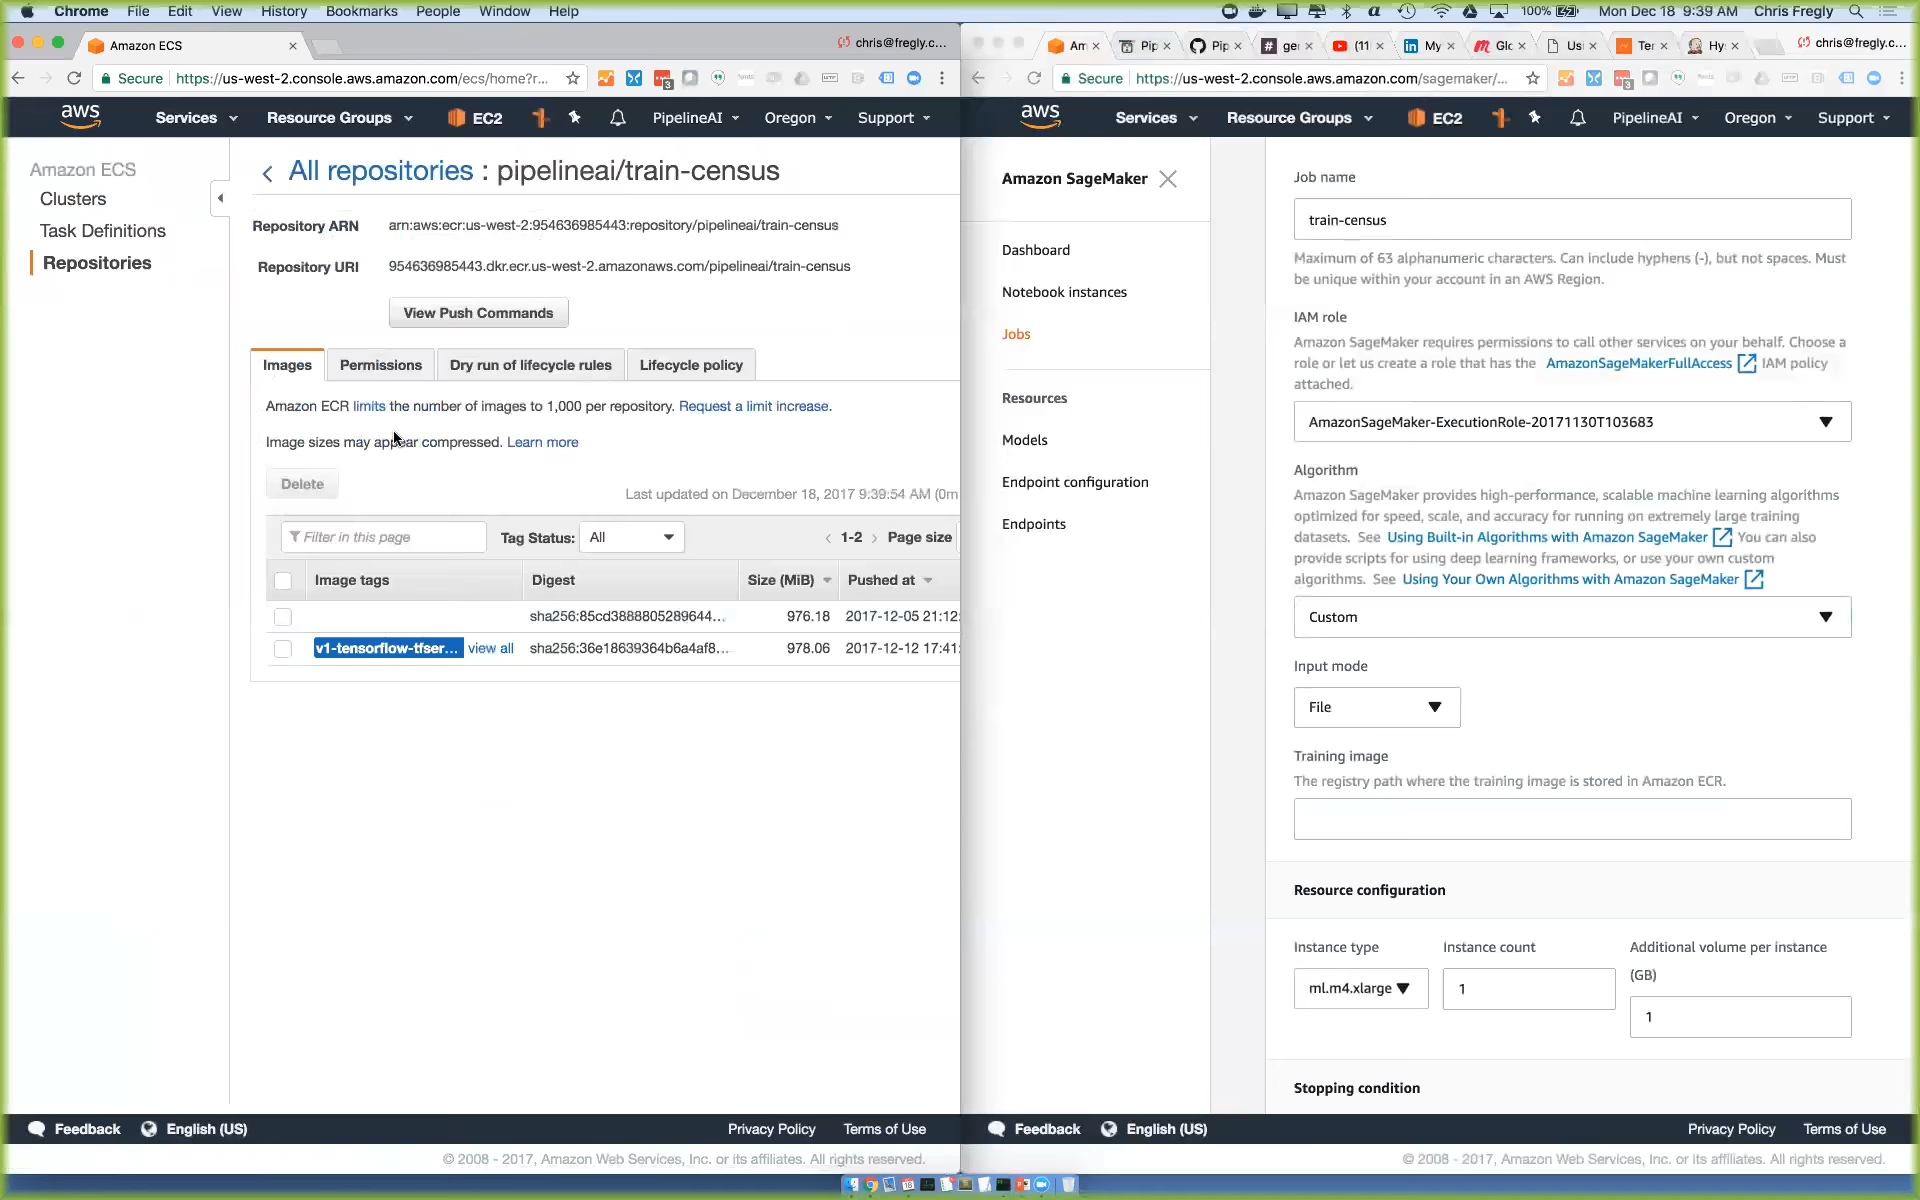 Chrome File Edit View History Bookmarks People Window Help
100% Mon Dec 18 9:39 AM Chris Fregly
Amazon ECS
chris@fregly.c...
Secure https://us-west-2.console.aws.amazon.com/ecs/home?r...
3
aws Services Resource Groups EC2 PipelineAI Oregon Support
Amazon ECS
Clusters
Task Definitions
Repositories
All repositories : pipelineai/train-census
Repository ARN arn:aws:ecr:us-west-2:954636985443:repository/pipelineai/train-census
Repository URI 954636985443.dkr.ecr.us-west-2.amazonaws.com/pipelineai/train-census
View Push Commands
Images Permissions Dry run of lifecycle rules Lifecycle policy
Amazon ECR limits the number of images to 1,000 per repository. Request a limit increase.
Image sizes may appear compressed. Learn more
Delete
Last updated on December 18, 2017 9:39:54 AM (0m
Filter in this page Tag Status: All 1-2 Page size
Image tags Digest Size (MiB) Pushed at
sha256:85cd3888805289644... 976.18 2017-12-05 21:12:
v1-tensorflow-tfser... view all sha256:36e18639364b6a4af8... 978.06 2017-12-12 17:41:
Feedback English (US) Privacy Policy Terms of Use
© 2008 - 2017, Amazon Web Services, Inc. or its affiliates. All rights reserved.
Am Pip Pip ge (11 My Glo Usi Ter Hy
chris@fregly.c...
Secure https://us-west-2.console.aws.amazon.com/sagemaker/...
3
aws Services Resource Groups EC2 PipelineAI Oregon Support
Amazon SageMaker
Dashboard
Notebook instances
Jobs
Resources
Models
Endpoint configuration
Endpoints
Job name
train-census
Maximum of 63 alphanumeric characters. Can include hyphens (-), but not spaces. Must
be unique within your account in an AWS Region.
IAM role
Amazon SageMaker requires permissions to call other services on your behalf. Choose a
role or let us create a role that has the AmazonSageMakerFullAccess IAM policy
attached.
AmazonSageMaker-ExecutionRole-20171130T103683
Algorithm
Amazon SageMaker provides high-performance, scalable machine learning algorithms
optimized for speed, scale, and accuracy for running on extremely large training
datasets. See Using Built-in Algorithms with Amazon SageMaker You can also
provide scripts for using deep learning frameworks, or use your own custom
algorithms. See Using Your Own Algorithms with Amazon SageMaker
Custom
Input mode
File
Training image
The registry path where the training image is stored in Amazon ECR.
Resource configuration
Instance type Instance count Additional volume per instance
(GB)
ml.m4.xlarge 1
1
Stopping condition
Feedback English (US) Privacy Policy Terms of Use
© 2008 - 2017, Amazon Web Services, Inc. or its affiliates. All rights reserved.